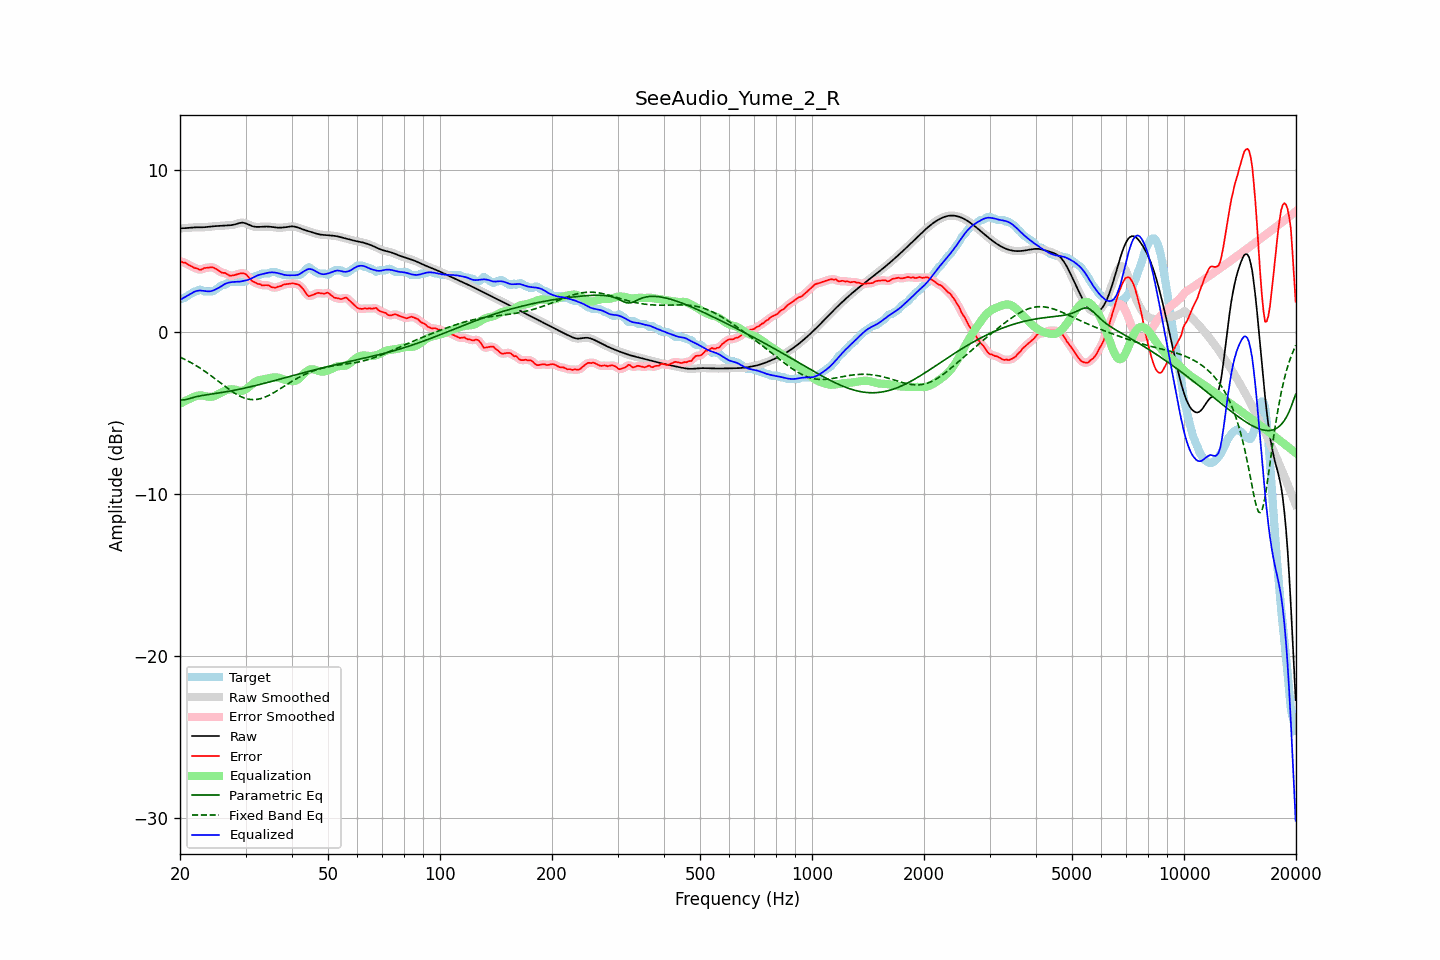 SeeAudio_Yume_2_R
Amplitude (dBr)
10
0
−10
−20
−30
Target
Raw Smoothed
Error Smoothed
Raw
Error
Equalization
Parametric Eq
Fixed Band Eq
Equalized
20 50 100 200 500 1000 2000 5000 10000 20000
Frequency (Hz)